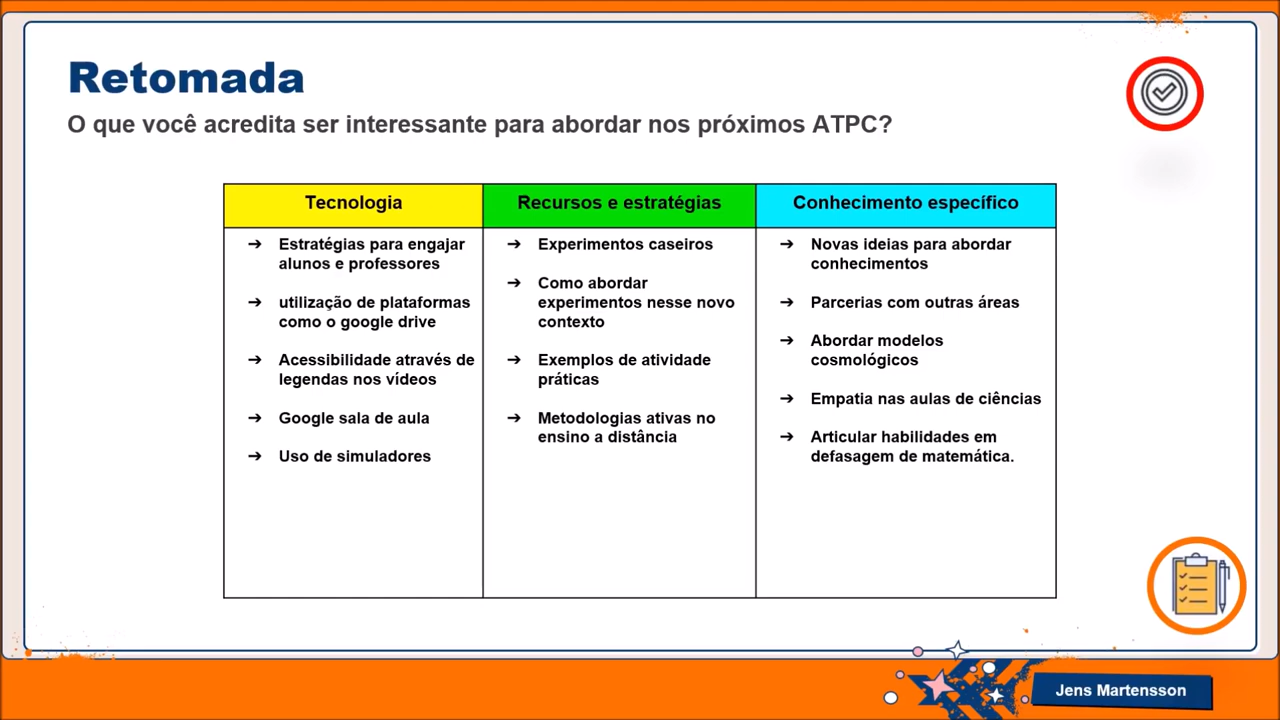 Retomada
O que você acredita ser interessante para abordar nos próximos ATPC?
Tecnologia
➔ Estratégias para engajar
alunos e professores
➔ utilização de plataformas
como o google drive
➔ Acessibilidade através de
legendas nos vídeos
➔ Google sala de aula
➔ Uso de simuladores
Recursos e estratégias
➔ Experimentos caseiros
➔ Como abordar
experimentos nesse novo
contexto
➔ Exemplos de atividade
práticas
➔ Metodologias ativas no
ensino a distância
Conhecimento específico
➔ Novas ideias para abordar
conhecimentos
➔ Parcerias com outras áreas
➔ Abordar modelos
cosmológicos
➔ Empatia nas aulas de ciências
➔ Articular habilidades em
defasagem de matemática.
Jens Martensson